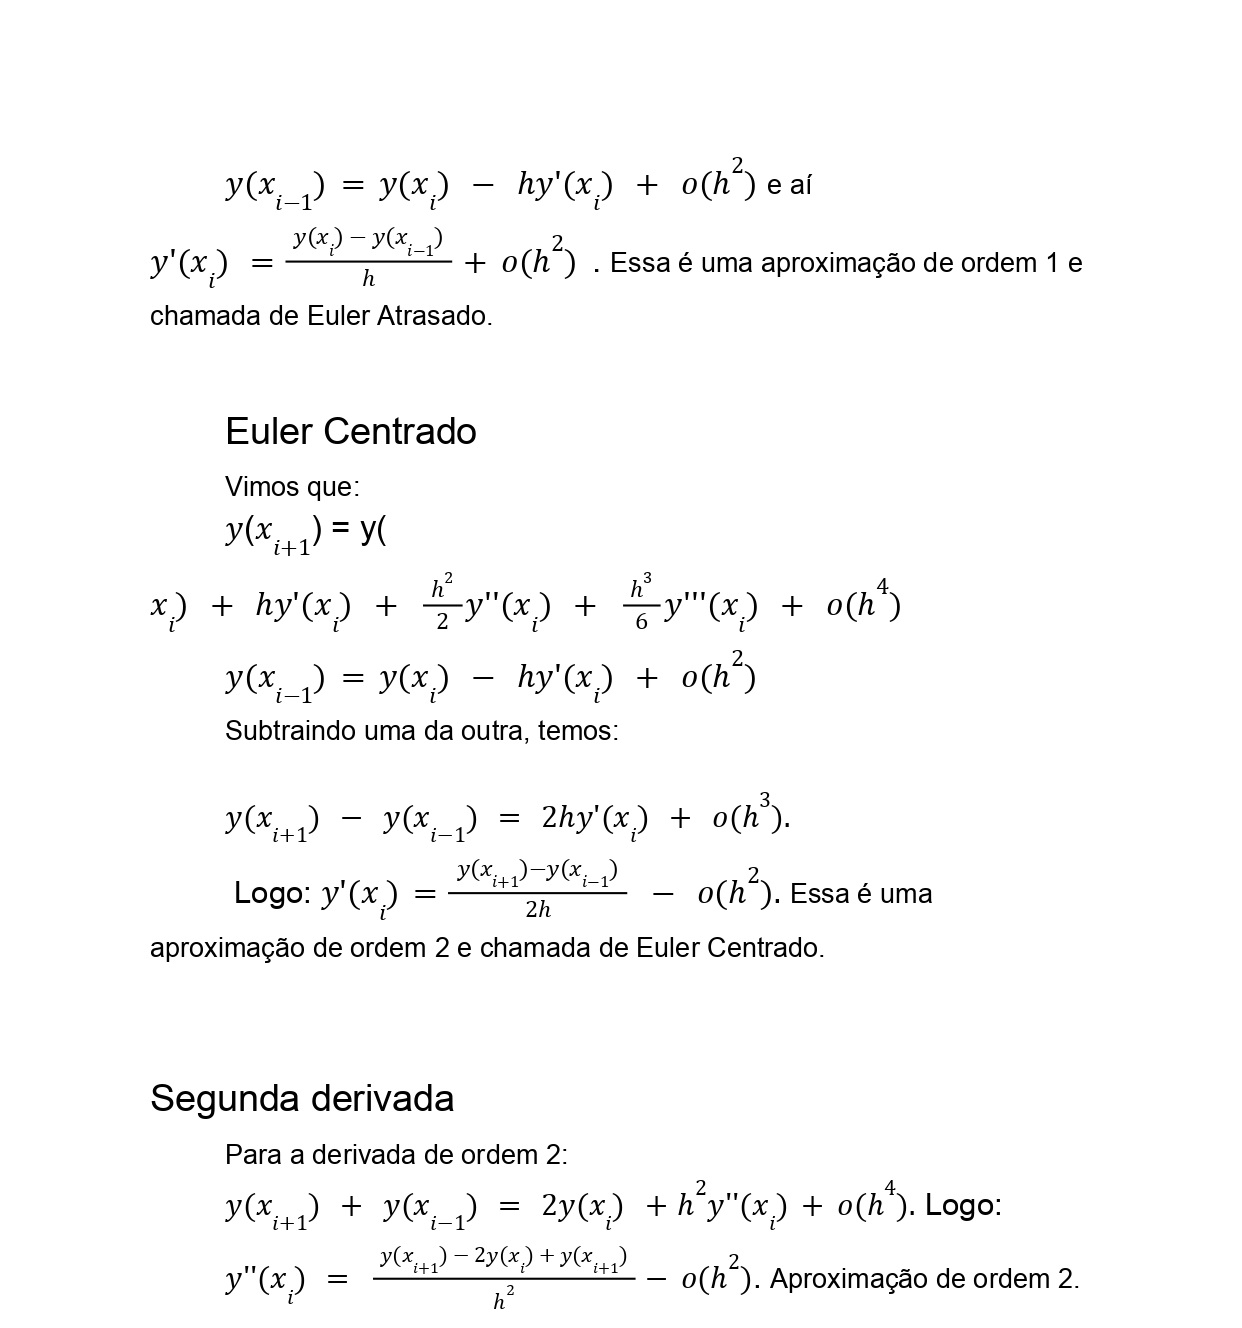 y(x_{i−1}) = y(x_i) − hy'(x_i) + o(h^2) e aí
y'(x_i) = \frac{y(x_i) − y(x_{i−1})}{h} + o(h^2) . Essa é uma aproximação de ordem 1 e
chamada de Euler Atrasado.
Euler Centrado
Vimos que:
y(x_{i+1}) = y(
x_i) + hy'(x_i) + \frac{h^2}{2}y''(x_i) + \frac{h^3}{6}y'''(x_i) + o(h^4)
y(x_{i−1}) = y(x_i) − hy'(x_i) + o(h^2)
Subtraindo uma da outra, temos:
y(x_{i+1}) − y(x_{i−1}) = 2hy'(x_i) + o(h^3).
Logo: y'(x_i) = \frac{y(x_{i+1})−y(x_{i−1})}{2h} − o(h^2). Essa é uma
aproximação de ordem 2 e chamada de Euler Centrado.
Segunda derivada
Para a derivada de ordem 2:
y(x_{i+1}) + y(x_{i−1}) = 2y(x_i) + h^2y''(x_i) + o(h^4). Logo:
y''(x_i) = \frac{y(x_{i+1}) − 2y(x_i) + y(x_{i+1})}{h^2} − o(h^2). Aproximação de ordem 2.